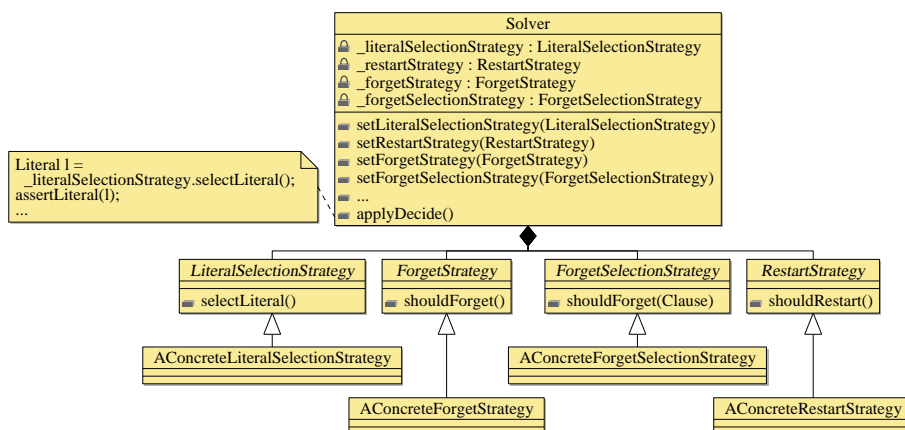 Solver
_literalSelectionStrategy : LiteralSelectionStrategy
_restartStrategy : RestartStrategy
_forgetStrategy : ForgetStrategy
_forgetSelectionStrategy : ForgetSelectionStrategy
setLiteralSelectionStrategy(LiteralSelectionStrategy)
setRestartStrategy(RestartStrategy)
setForgetStrategy(ForgetStrategy)
setForgetSelectionStrategy(ForgetSelectionStrategy)
...
applyDecide()
Literal l =
_literalSelectionStrategy.selectLiteral();
assertLiteral(l);
...
LiteralSelectionStrategy
selectLiteral()
ForgetStrategy
shouldForget()
ForgetSelectionStrategy
shouldForget(Clause)
RestartStrategy
shouldRestart()
AConcreteLiteralSelectionStrategy
AConcreteForgetSelectionStrategy
AConcreteForgetStrategy
AConcreteRestartStrategy